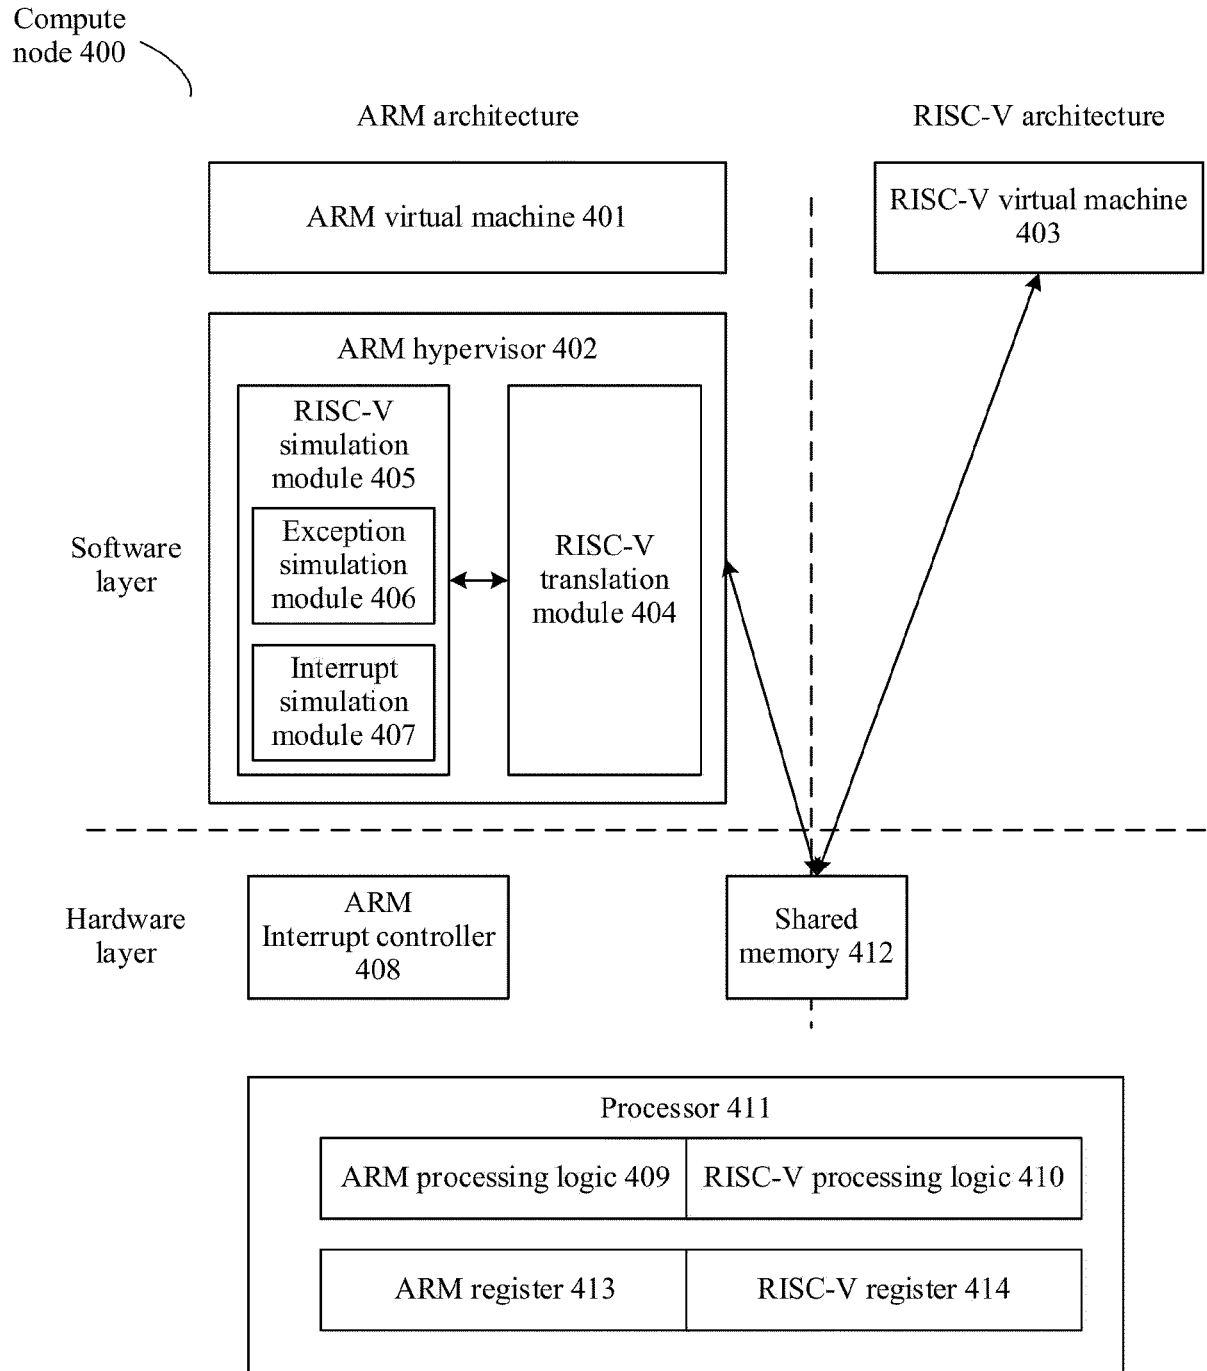 Compute
node 400
ARM architecture
RISC-V architecture
ARM virtual machine 401
RISC-V virtual machine
403
ARM hypervisor 402
RISC-V
simulation
module 405
Exception
simulation
module 406
Interrupt
simulation
module 407
RISC-V
translation
module 404
Software
layer
Hardware
layer
ARM
Interrupt controller
408
Shared
memory 412
Processor 411
ARM processing logic 409
RISC-V processing logic 410
ARM register 413
RISC-V register 414